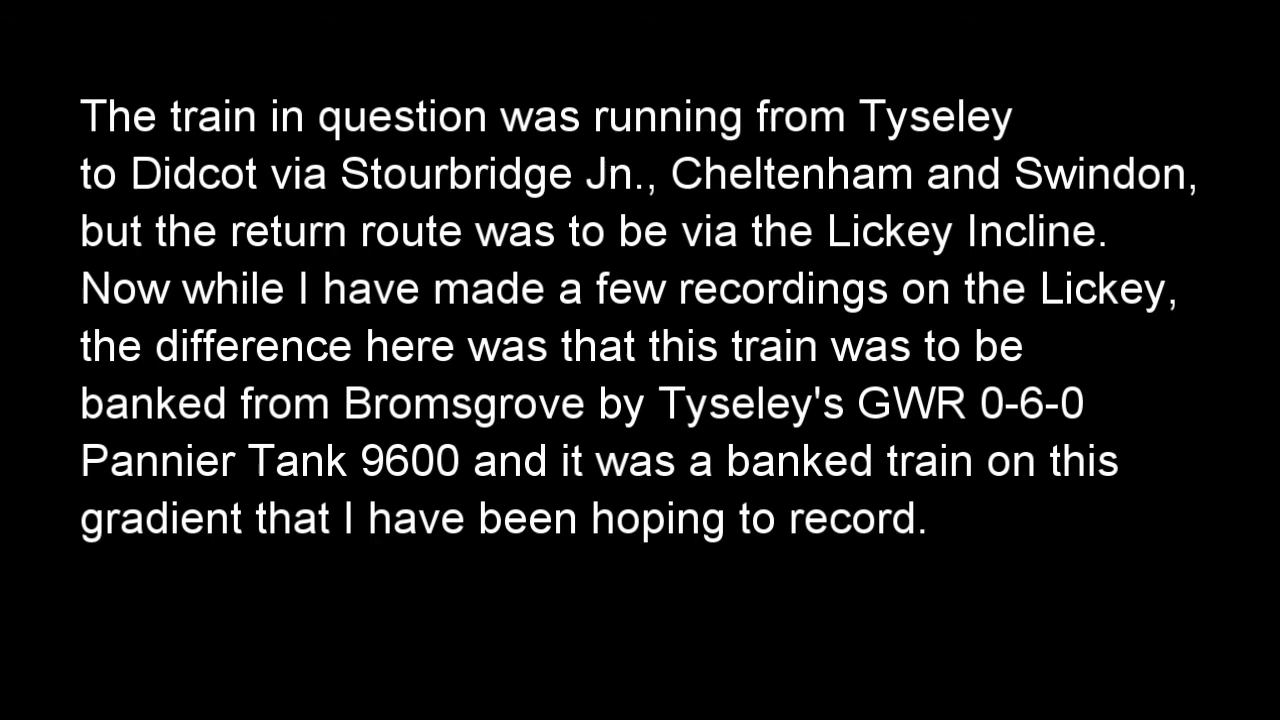 The train in question was running from Tyseley
to Didcot via Stourbridge Jn., Cheltenham and Swindon,
but the return route was to be via the Lickey Incline.
Now while I have made a few recordings on the Lickey,
the difference here was that this train was to be
banked from Bromsgrove by Tyseley's GWR 0-6-0
Pannier Tank 9600 and it was a banked train on this
gradient that I have been hoping to record.